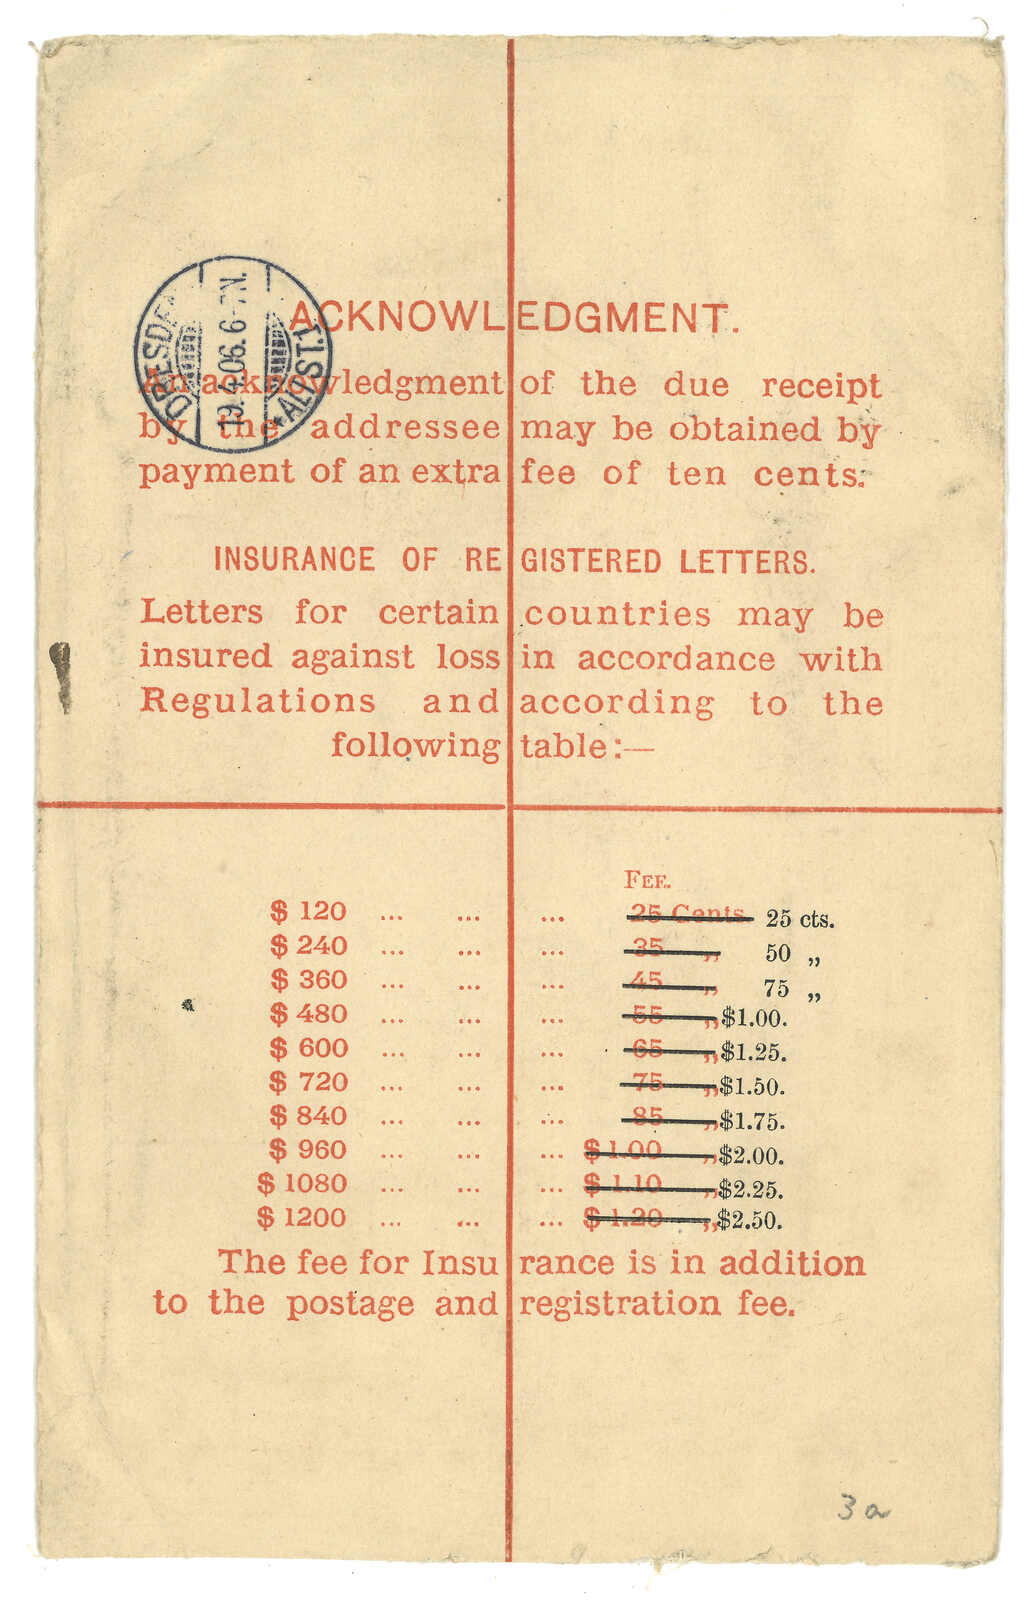 DRESDEN ALTST.1
19.4.06.6-7N.
ACKNOWLEDGMENT.
An acknowledgment of the due receipt
by the addressee may be obtained by
payment of an extra fee of ten cents.
INSURANCE OF REGISTERED LETTERS.
Letters for certain countries may be
insured against loss in accordance with
Regulations and according to the
following table:—
FEE.
$ 120 ... ... ... 25 Cents 25 cts.
$ 240 ... ... ... 35 „ 50 „
$ 360 ... ... ... 45 „ 75 „
$ 480 ... ... ... 55 „ $1.00.
$ 600 ... ... ... 65 „ $1.25.
$ 720 ... ... ... 75 „ $1.50.
$ 840 ... ... ... 85 „ $1.75.
$ 960 ... ... ... $ 1.00 „ $2.00.
$ 1080 ... ... ... $ 1.10 „ $2.25.
$ 1200 ... ... ... $ 1.20 „ $2.50.
The fee for Insurance is in addition
to the postage and registration fee.
3a